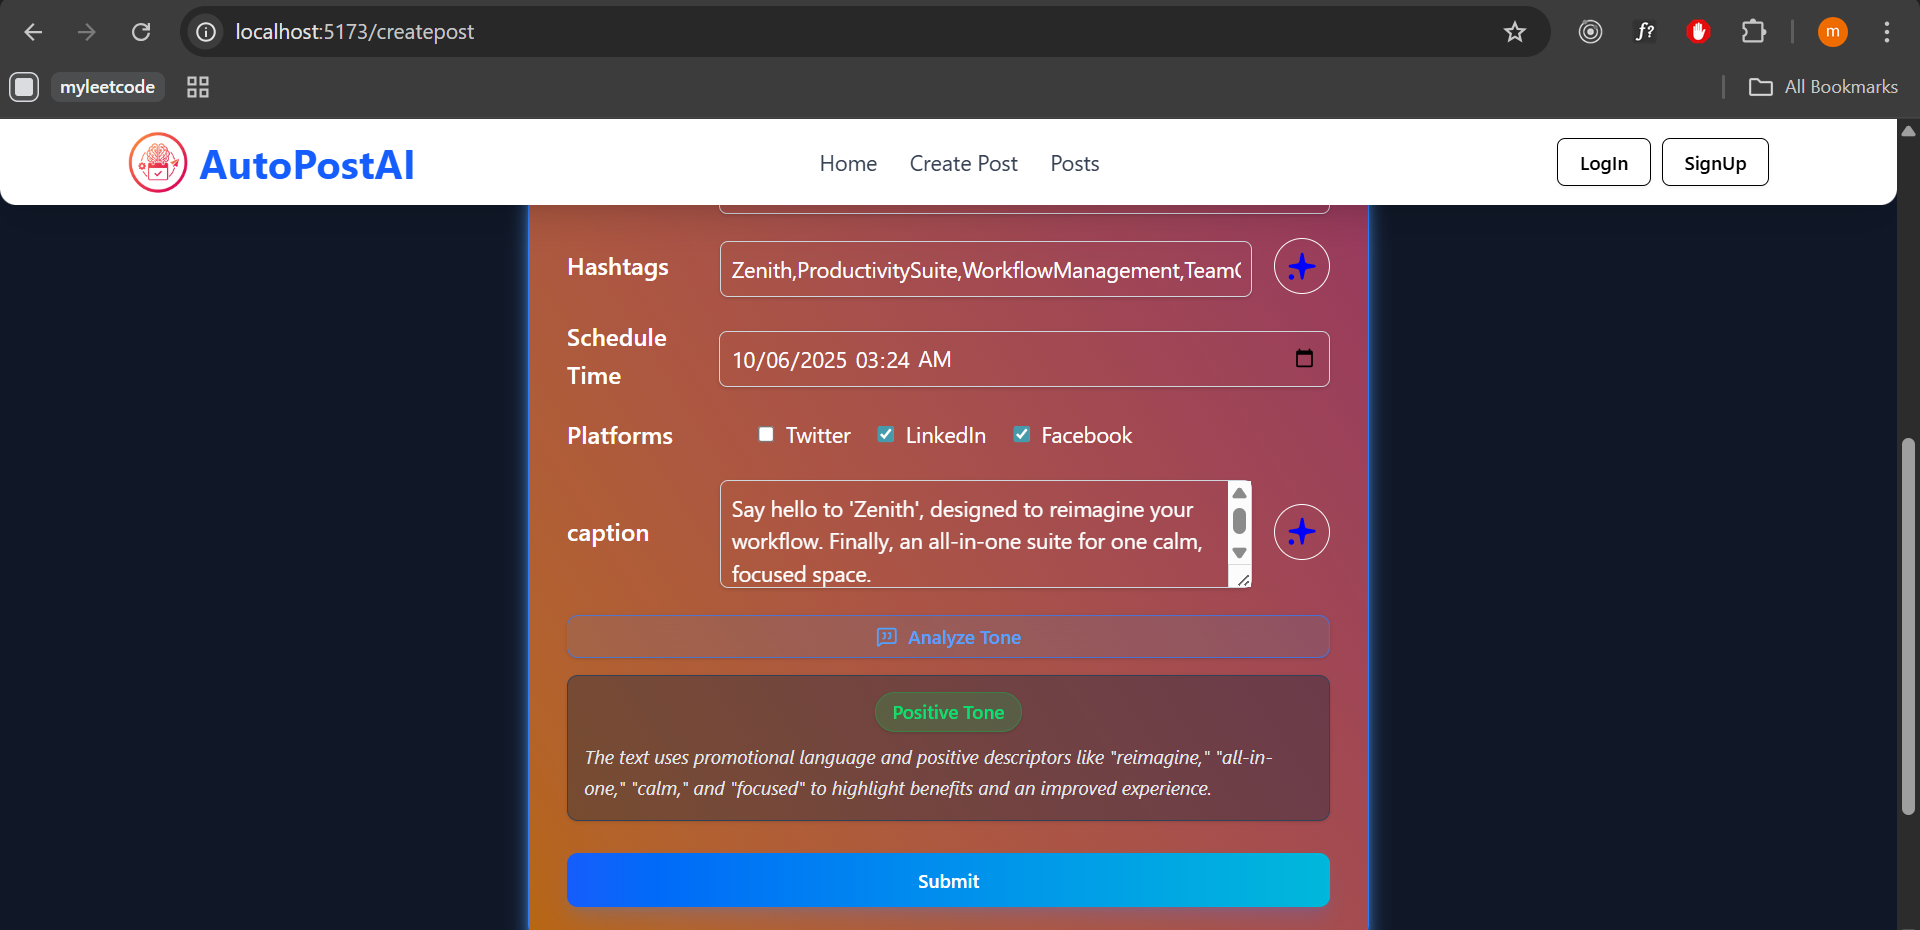 localhost:5173/createpost
f?
m
myleetcode
All Bookmarks
AutoPostAI
Home
Create Post
Posts
LogIn
SignUp
Hashtags
Zenith,ProductivitySuite,WorkflowManagement,Team
Schedule
Time
10/06/2025 03:24 AM
Platforms
Twitter
LinkedIn
Facebook
caption
Say hello to 'Zenith', designed to reimagine your
workflow. Finally, an all-in-one suite for one calm,
focused space.
Analyze Tone
Positive Tone
The text uses promotional language and positive descriptors like "reimagine," "all-in-
one," "calm," and "focused" to highlight benefits and an improved experience.
Submit